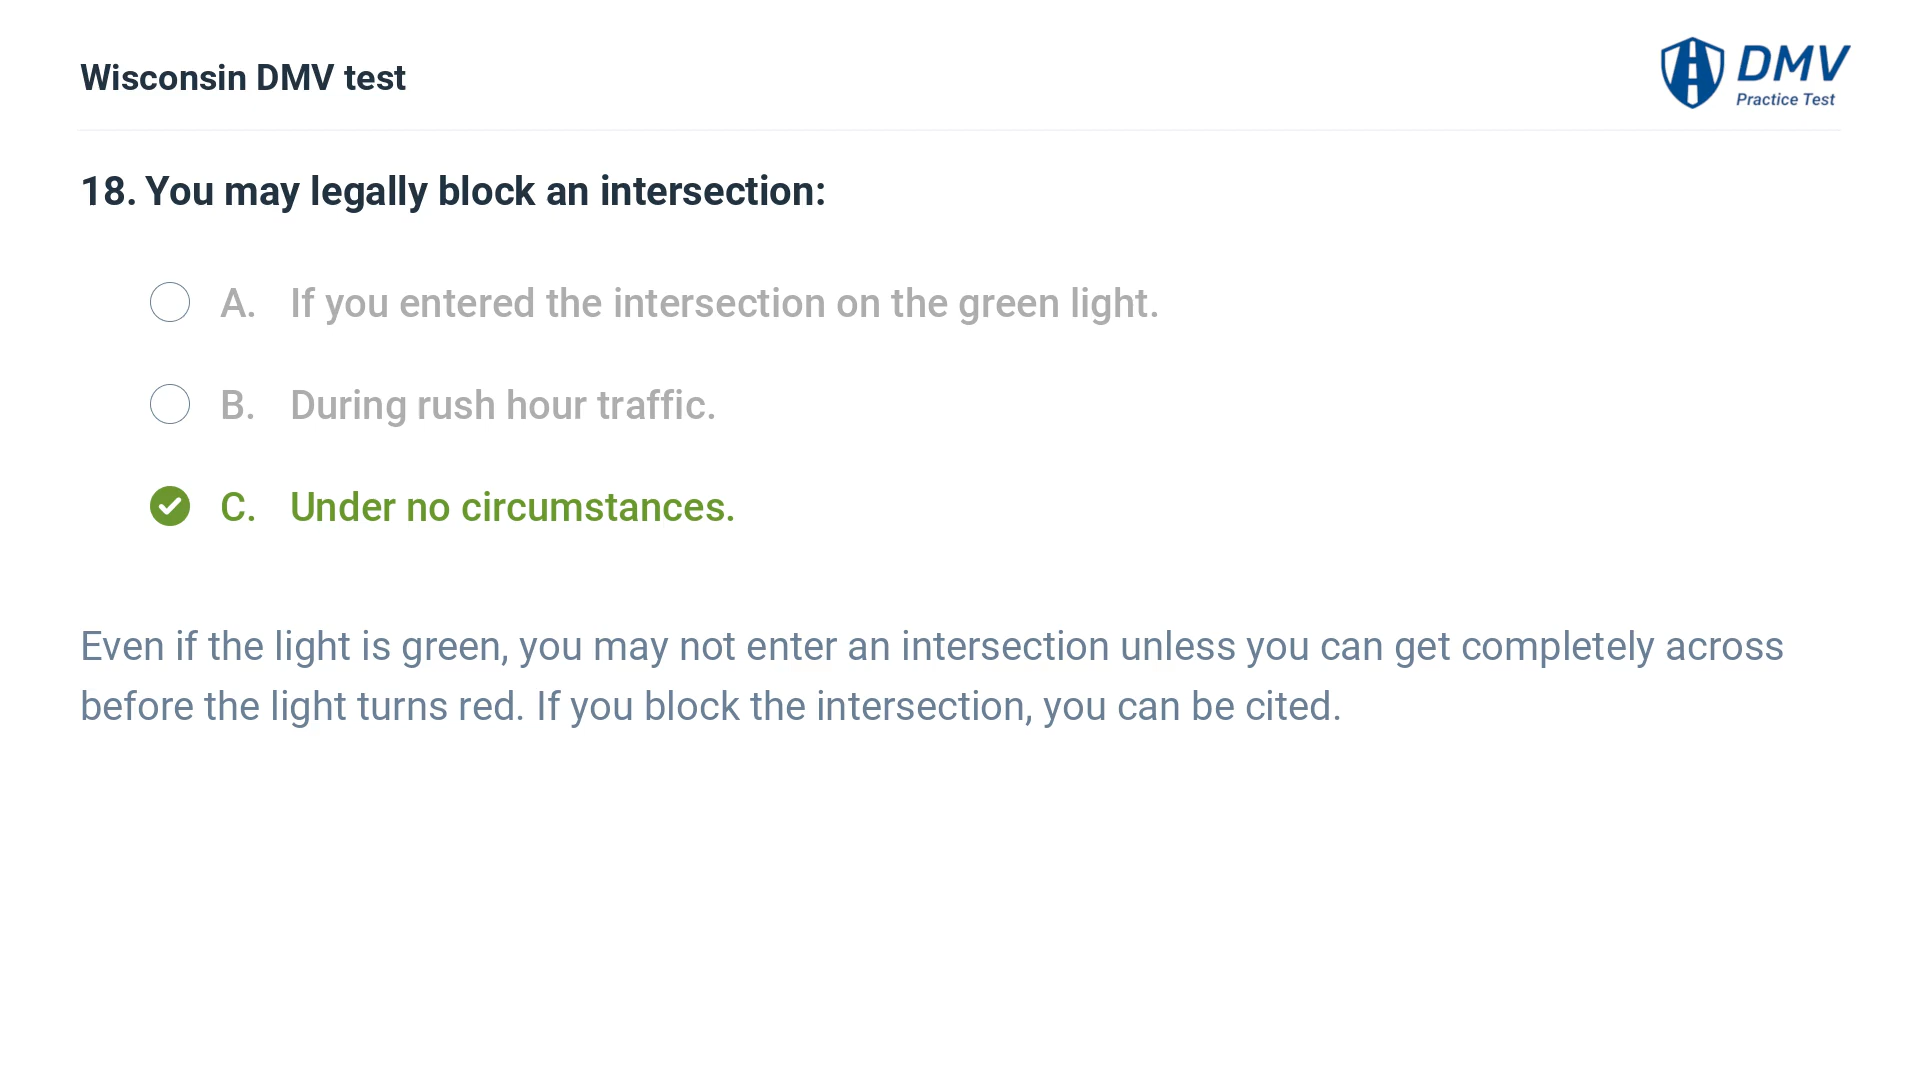 Wisconsin DMV test
DMV
Practice Test
18. You may legally block an intersection:
A. If you entered the intersection on the green light.
B. During rush hour traffic.
C. Under no circumstances.
Even if the light is green, you may not enter an intersection unless you can get completely across
before the light turns red. If you block the intersection, you can be cited.